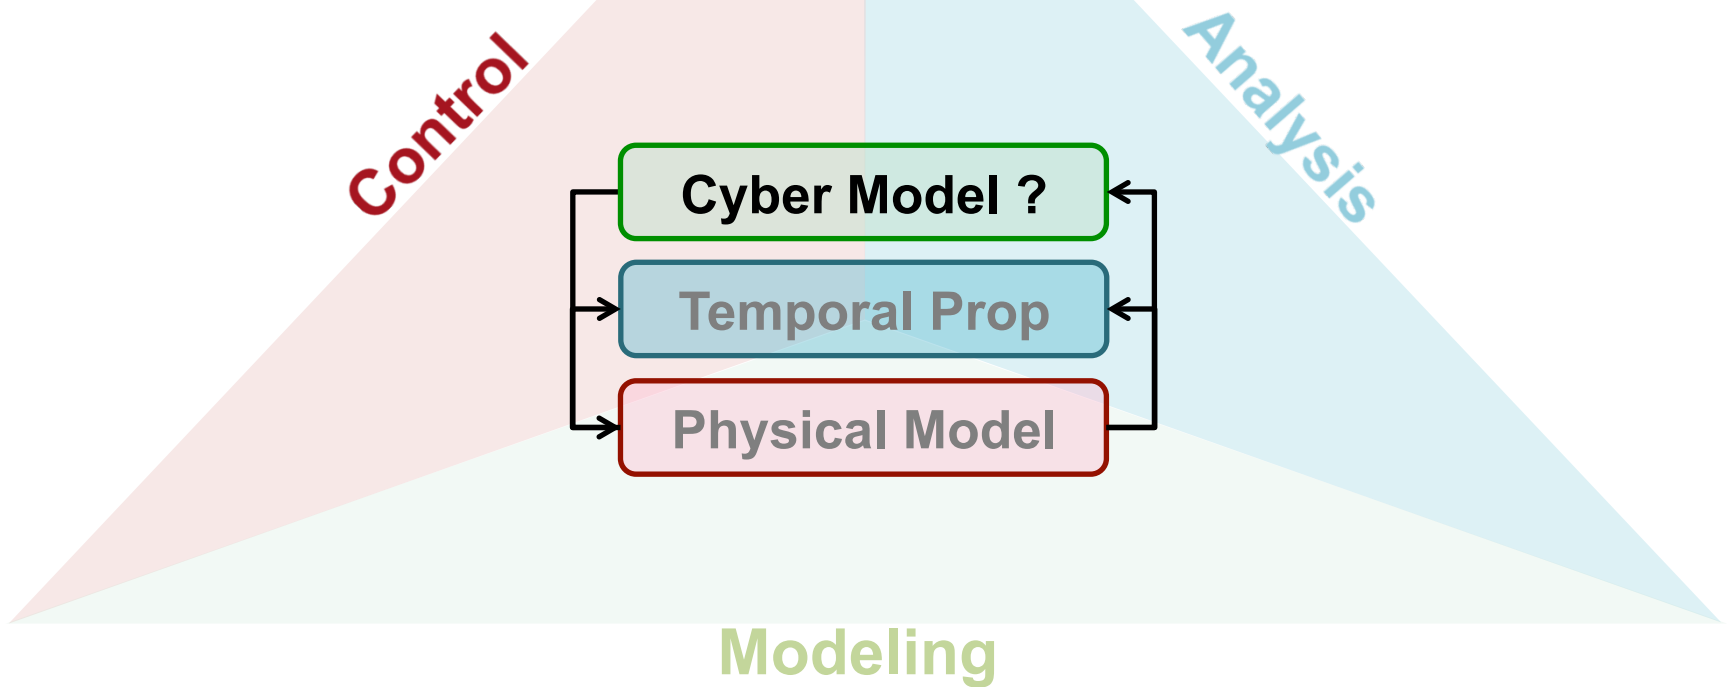 Control
Analysis
Cyber Model ?
Temporal Prop
Physical Model
Modeling